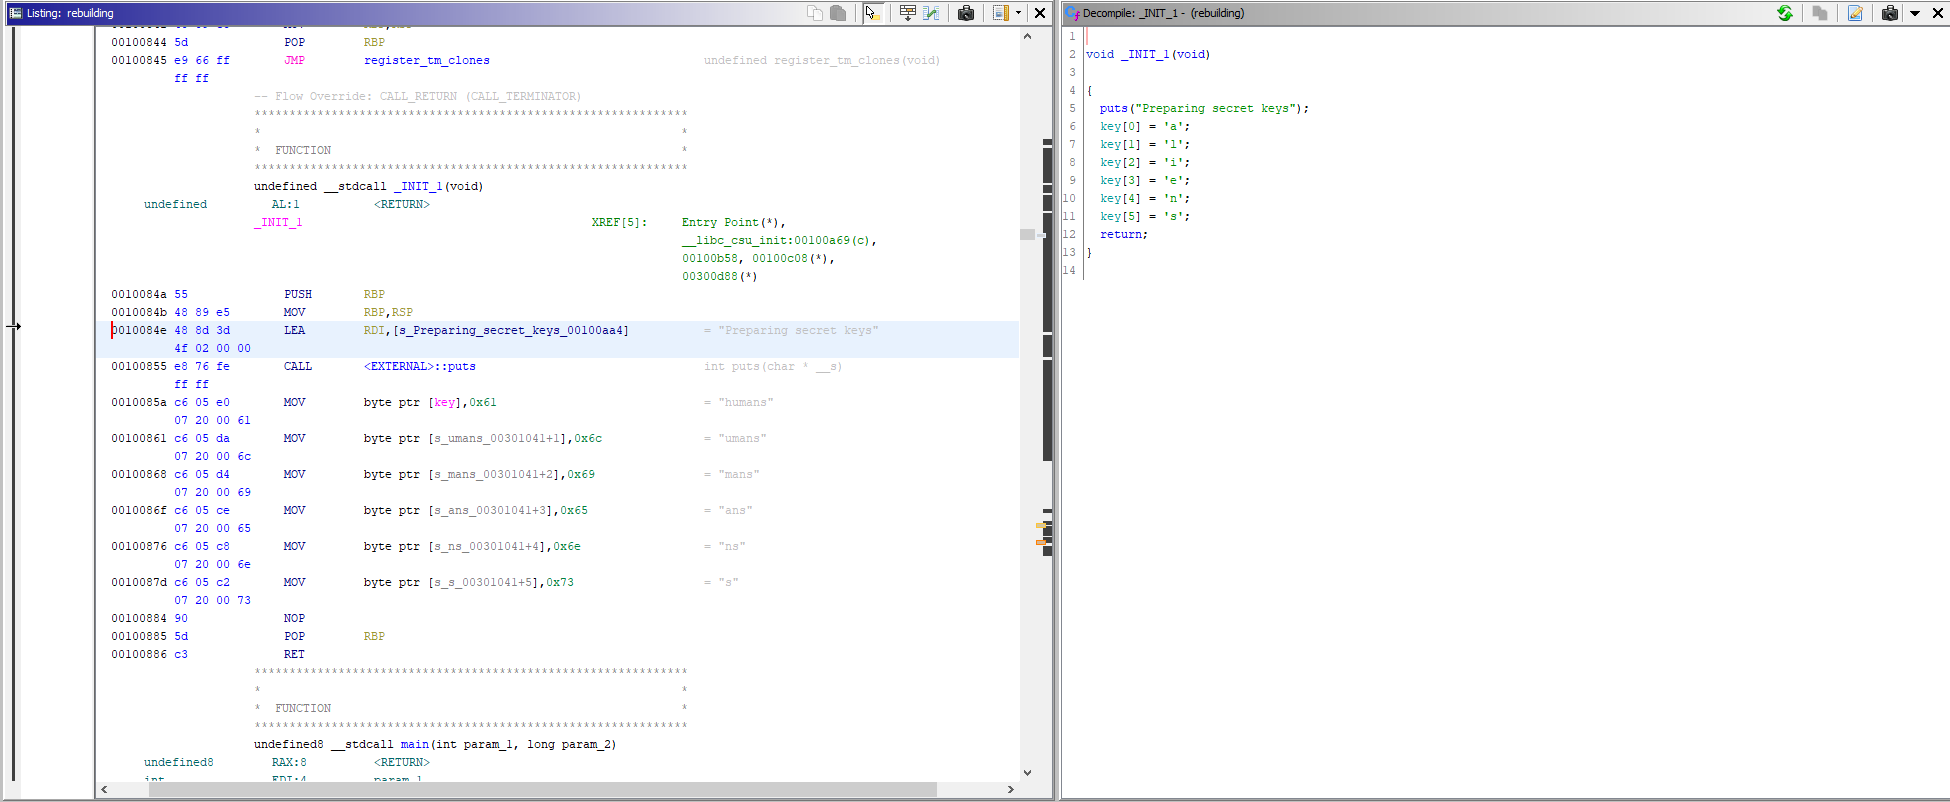 Listing: rebuilding
00100844 5d POP RBP
00100845 e9 66 ff JMP register_tm_clones undefined register_tm_clones(void)
ff ff
-- Flow Override: CALL_RETURN (CALL_TERMINATOR)
**************************************************************
* *
* FUNCTION *
**************************************************************
undefined __stdcall _INIT_1(void)
undefined AL:1 <RETURN>
_INIT_1 XREF[5]: Entry Point(*),
__libc_csu_init:00100a69(c),
00100b58, 00100c08(*),
00300d88(*)
0010084a 55 PUSH RBP
0010084b 48 89 e5 MOV RBP,RSP
0010084e 48 8d 3d LEA RDI,[s_Preparing_secret_keys_00100aa4] = "Preparing secret keys"
4f 02 00 00
00100855 e8 76 fe CALL <EXTERNAL>::puts int puts(char * __s)
ff ff
0010085a c6 05 e0 MOV byte ptr [key],0x61 = "humans"
07 20 00 61
00100861 c6 05 da MOV byte ptr [s_umans_00301041+1],0x6c = "umans"
07 20 00 6c
00100868 c6 05 d4 MOV byte ptr [s_mans_00301041+2],0x69 = "mans"
07 20 00 69
0010086f c6 05 ce MOV byte ptr [s_ans_00301041+3],0x65 = "ans"
07 20 00 65
00100876 c6 05 c8 MOV byte ptr [s_ns_00301041+4],0x6e = "ns"
07 20 00 6e
0010087d c6 05 c2 MOV byte ptr [s_s_00301041+5],0x73 = "s"
07 20 00 73
00100884 90 NOP
00100885 5d POP RBP
00100886 c3 RET
**************************************************************
* *
* FUNCTION *
**************************************************************
undefined8 __stdcall main(int param_1, long param_2)
undefined8 RAX:8 <RETURN>
int EDI:4 param_1
Decompile: _INIT_1 - (rebuilding)
1
2 void _INIT_1(void)
3
4 {
5 puts("Preparing secret keys");
6 key[0] = 'a';
7 key[1] = 'l';
8 key[2] = 'i';
9 key[3] = 'e';
10 key[4] = 'n';
11 key[5] = 's';
12 return;
13 }
14